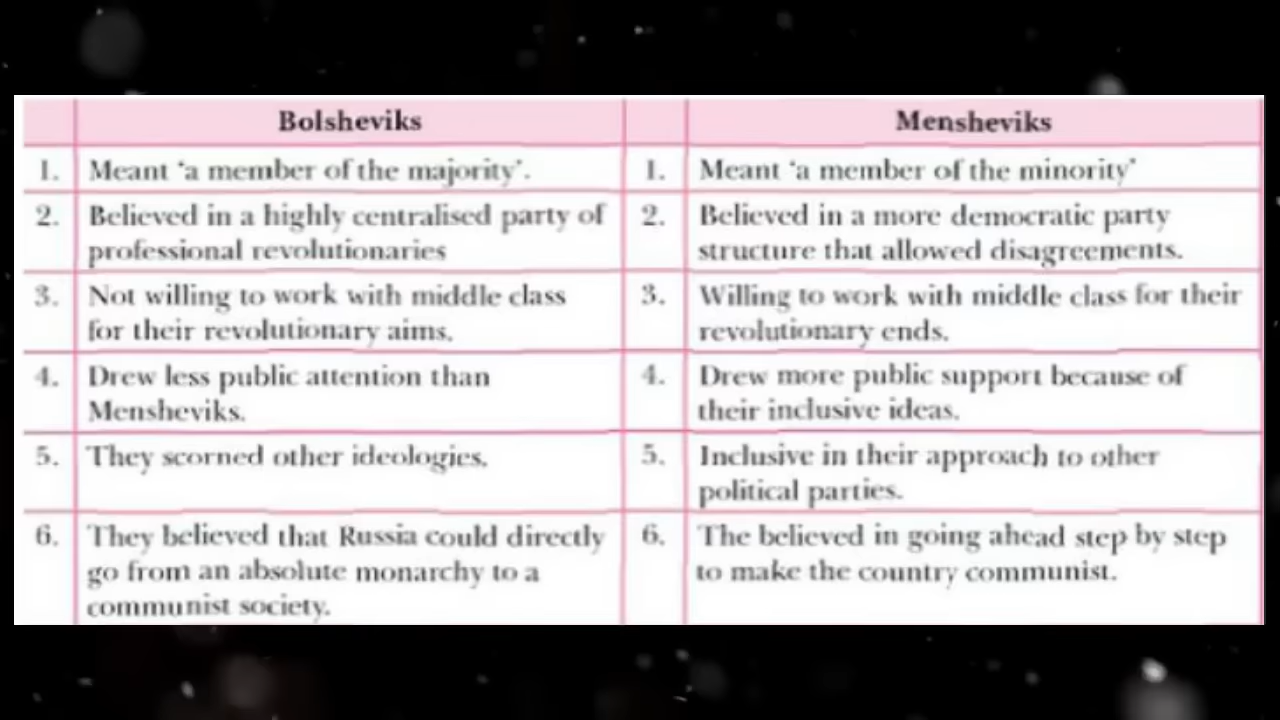 Bolsheviks
Mensheviks
1. Meant 'a member of the majority'.
1. Meant 'a member of the minority'
2. Believed in a highly centralised party of
professional revolutionaries
2. Believed in a more democratic party
structure that allowed disagreements.
3. Not willing to work with middle class
for their revolutionary aims.
3. Willing to work with middle class for their
revolutionary ends.
4. Drew less public attention than
Mensheviks.
4. Drew more public support because of
their inclusive ideas.
5. They scorned other ideologies.
5. Inclusive in their approach to other
political parties.
6. They believed that Russia could directly
go from an absolute monarchy to a
communist society.
6. The believed in going ahead step by step
to make the country communist.